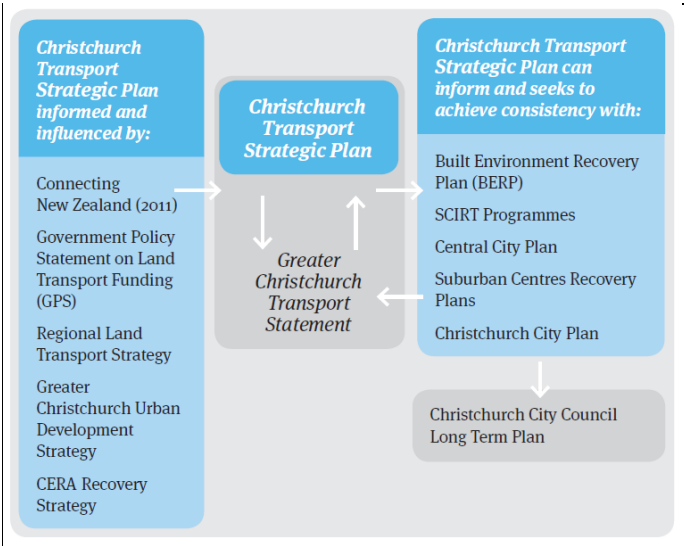 Christchurch
Transport
Strategic Plan
informed and
influenced by:
Connecting
New Zealand (2011)
Government Policy
Statement on Land
Transport Funding
(GPS)
Regional Land
Transport Strategy
Greater
Christchurch Urban
Development
Strategy
CERA Recovery
Strategy
Christchurch
Transport
Strategic Plan
Greater
Christchurch
Transport
Statement
Christchurch Transport
Strategic Plan can
inform and seeks to
achieve consistency with:
Built Environment Recovery
Plan (BERP)
SCIRT Programmes
Central City Plan
Suburban Centres Recovery
Plans
Christchurch City Plan
Christchurch City Council
Long Term Plan